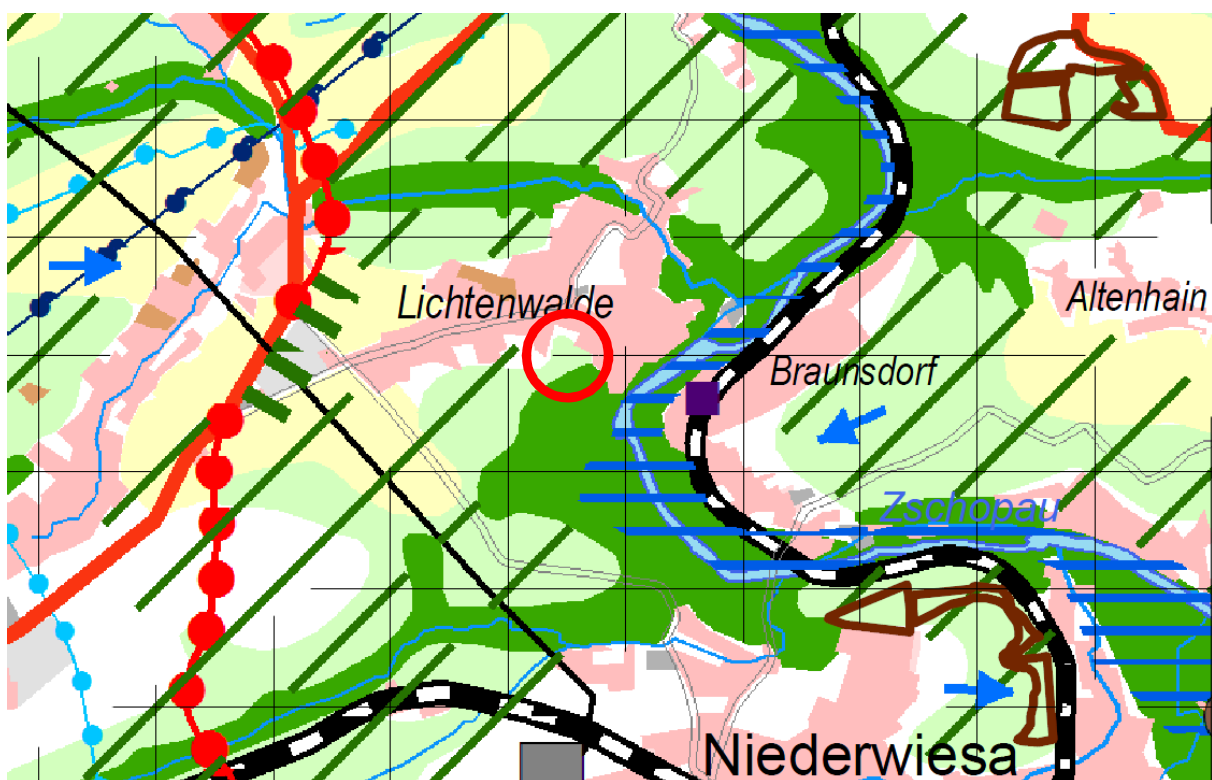 Lichtenwalde
Altenhain
Braunsdorf
Zschopau
Niederwiesa